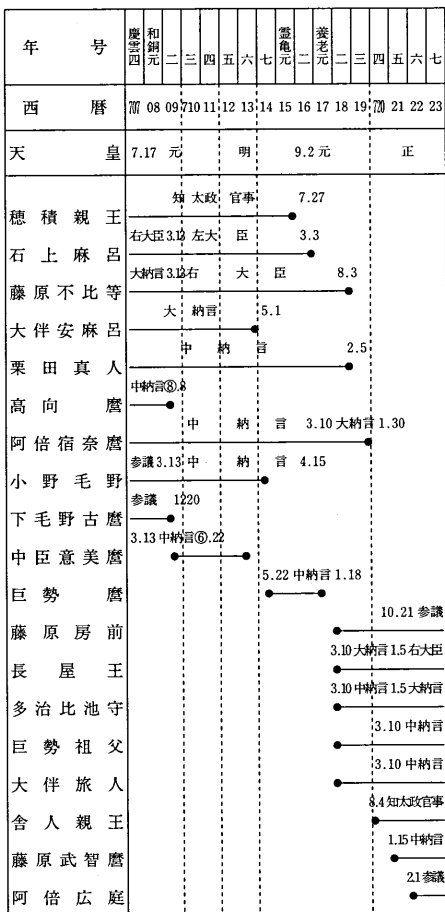 年号 慶雲四 和銅元 二 三 四 五 六 七 霊亀元 二 養老元 二 三 四 五 六 七
西暦 707 08 09 710 11 12 13 14 15 16 17 18 19 720 21 22 23
天皇 7.17 元 明 9.2 元 正
知太政官事 7.27
穂積親王
右大臣 3.13 左大臣 3.3
石上麻呂
大納言 3.13 右大臣 8.3
藤原不比等
大納言 5.1
大伴安麻呂
中納言 2.5
粟田真人
中納言⑧.8
高向麿
中納言 3.10 大納言 1.30
阿倍宿奈麿
参議 3.13 中納言 4.15
小野毛野
参議 1220
下毛野古麿
3.13 中納言⑥.22
中臣意美麿
5.22 中納言 1.18
巨勢麿
10.21 参議
藤原房前
3.10 大納言 1.5 右大臣
長屋王
3.10 中納言 1.5 大納言
多治比池守
3.10 中納言
巨勢祖父
3.10 中納言
大伴旅人
8.4 知太政官事
舎人親王
1.15 中納言
藤原武智麿
2.1 参議
阿倍広庭